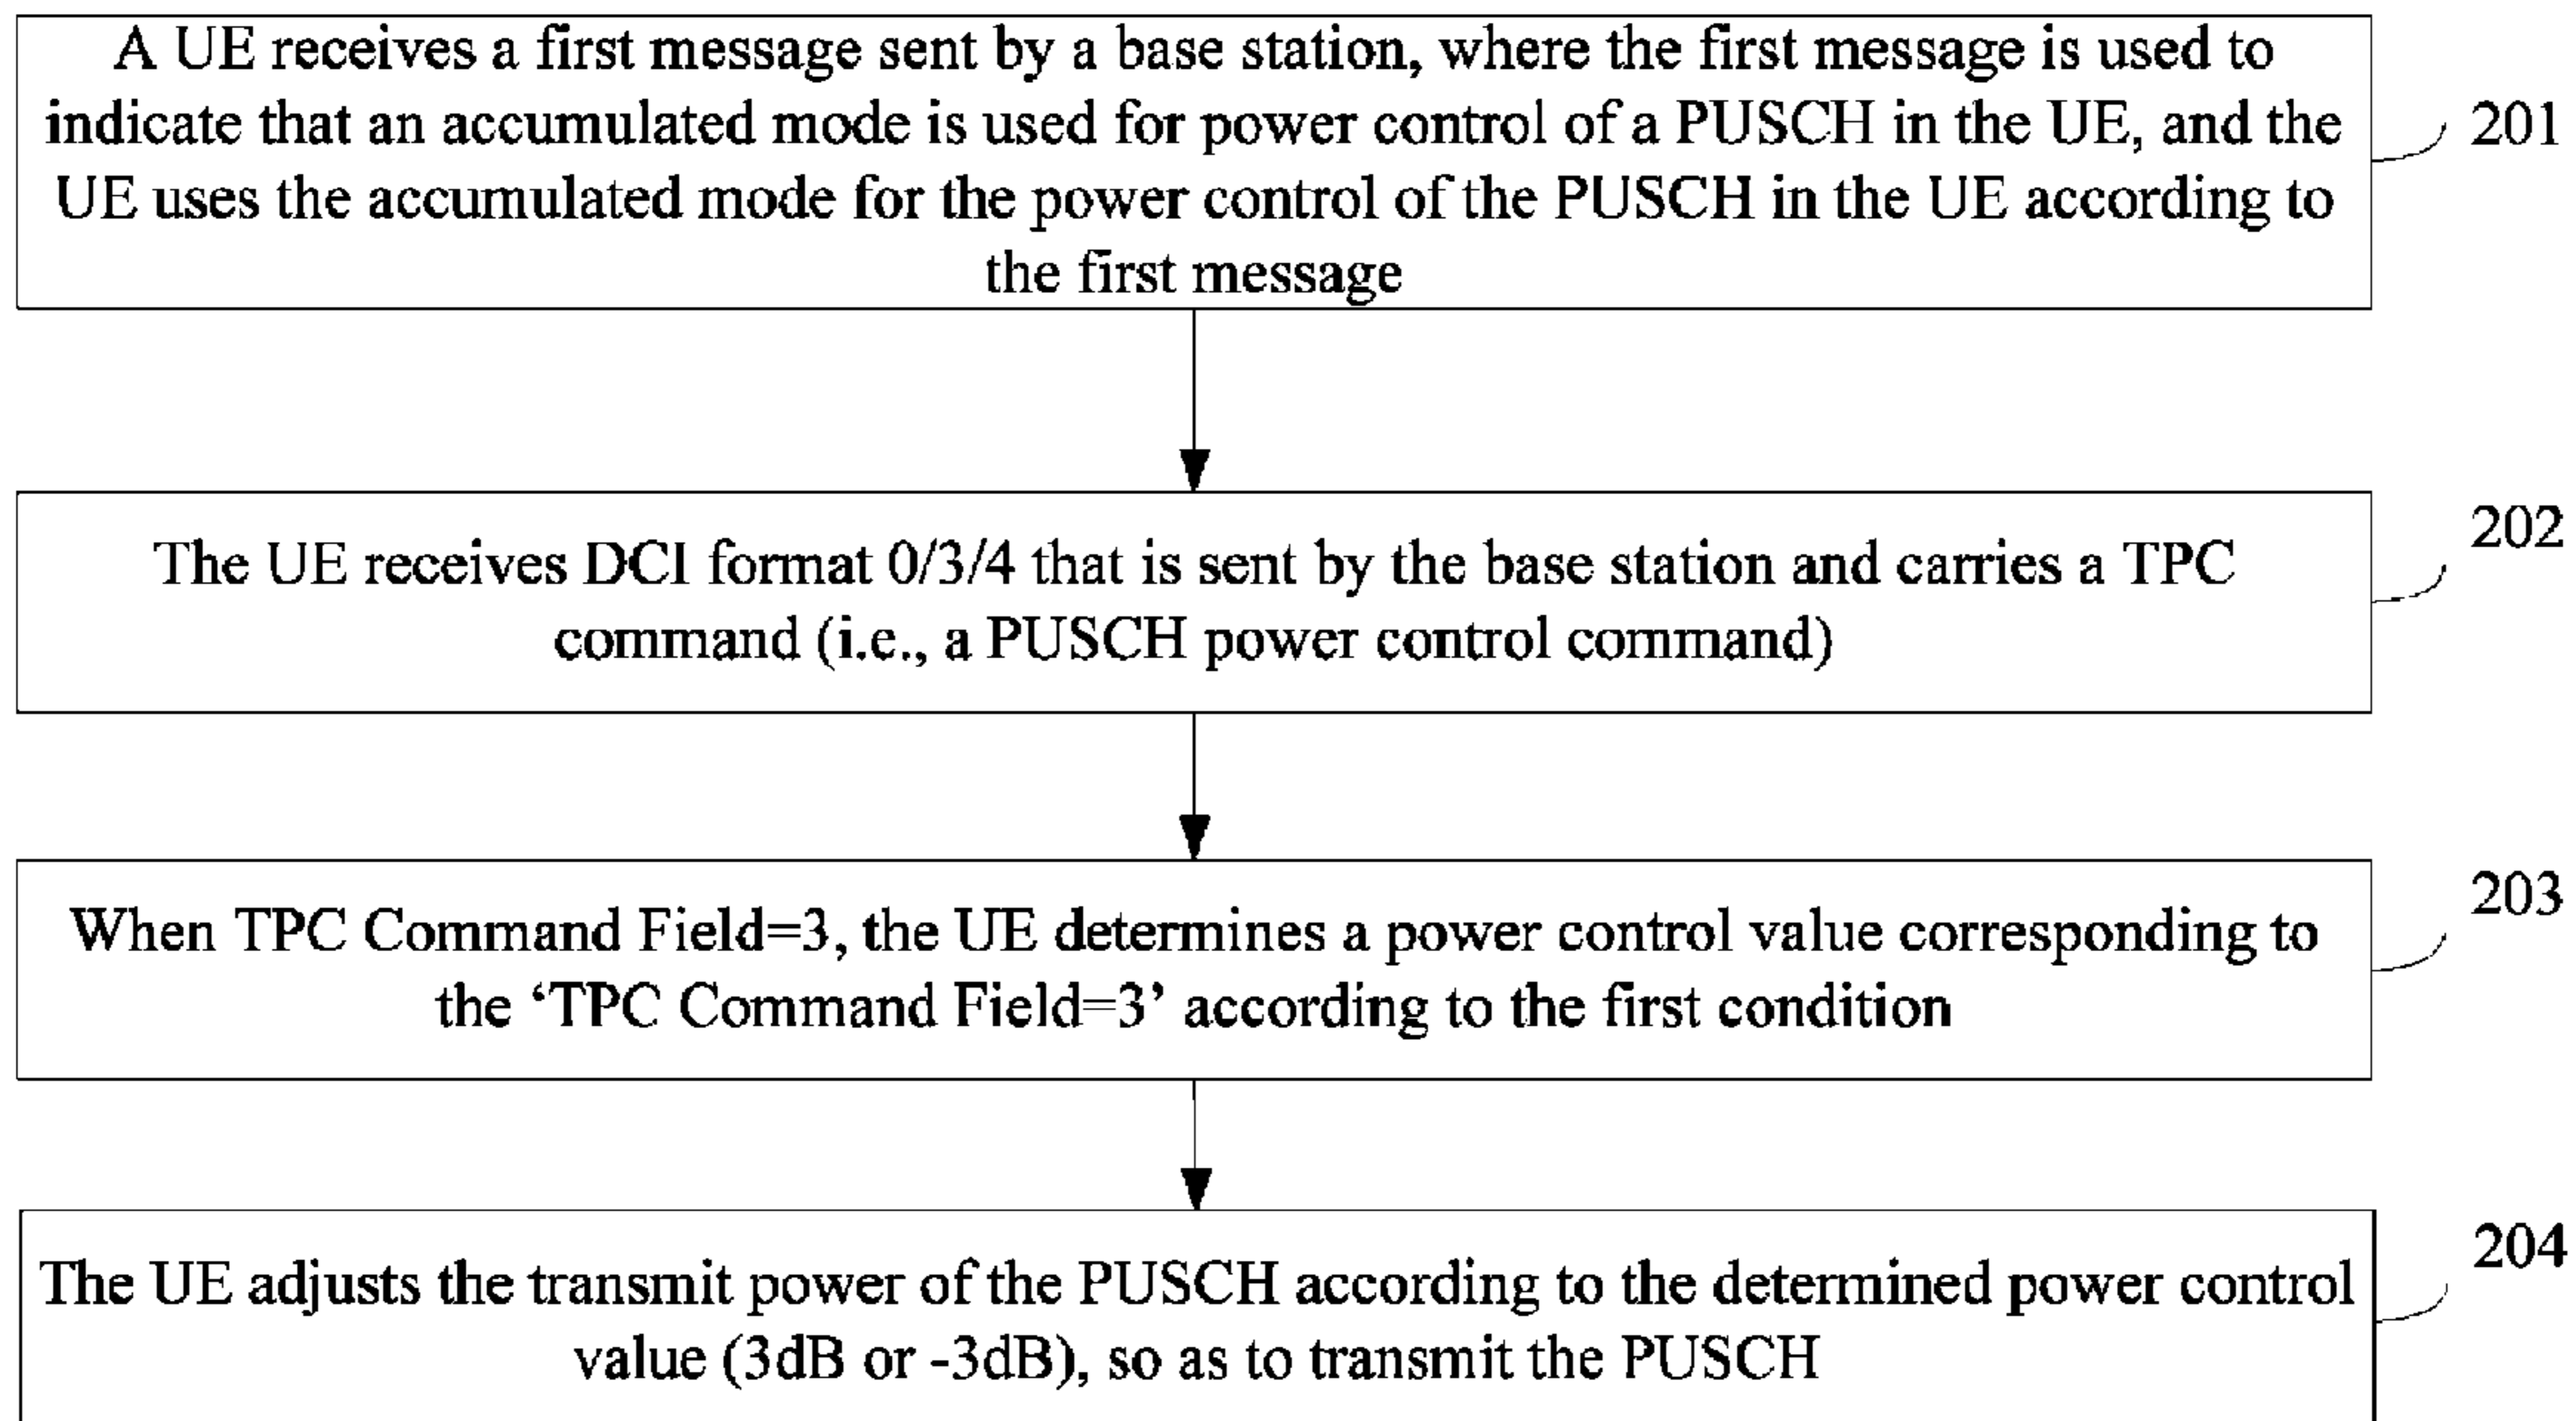 A UE receives a first message sent by a base station, where the first message is used to
indicate that an accumulated mode is used for power control of a PUSCH in the UE, and the
UE uses the accumulated mode for the power control of the PUSCH in the UE according to
the first message
201
The UE receives DCI format 0/3/4 that is sent by the base station and carries a TPC
command (i.e., a PUSCH power control command)
202
When TPC Command Field=3, the UE determines a power control value corresponding to
the ‘TPC Command Field=3’ according to the first condition
203
The UE adjusts the transmit power of the PUSCH according to the determined power control
value (3dB or -3dB), so as to transmit the PUSCH
204